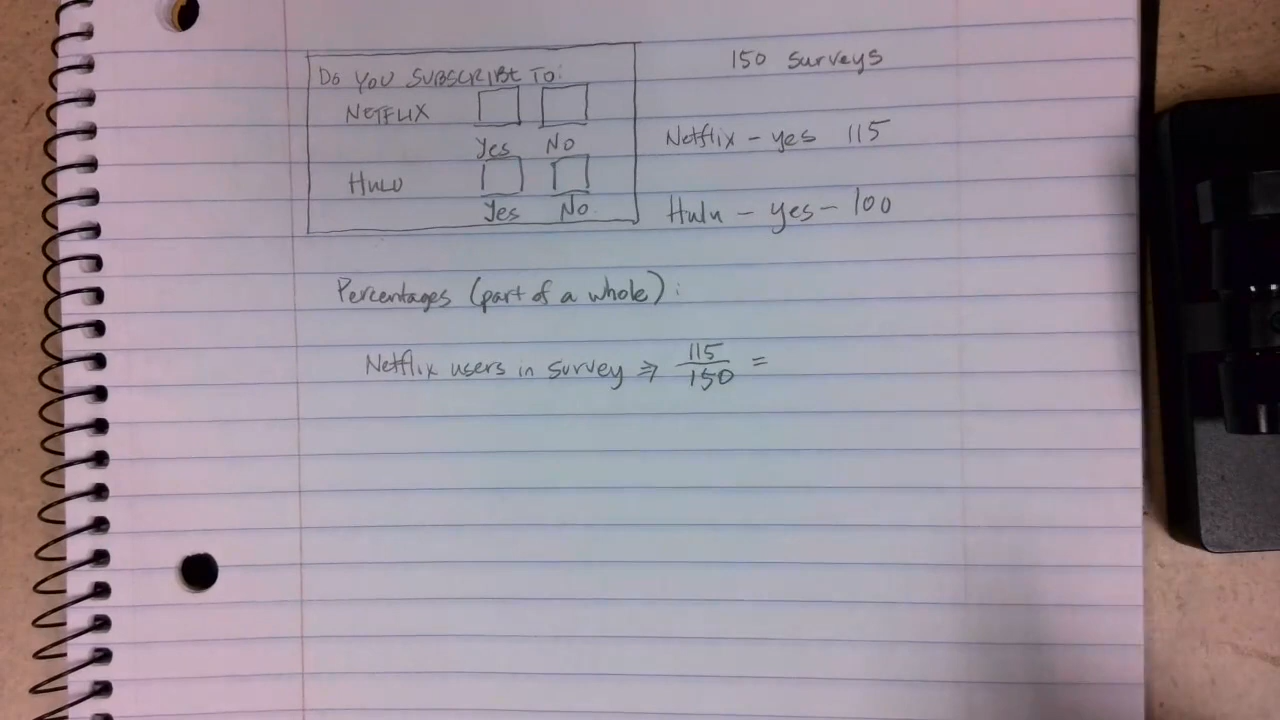 Do YOU SUBSCRIBE TO:
NETFLIX
Yes No
HULU
Yes No
150 surveys
Netflix - yes 115
Hulu - yes - 100
Percentages (part of a whole):
Netflix users in survey ⇒ 115/150 =